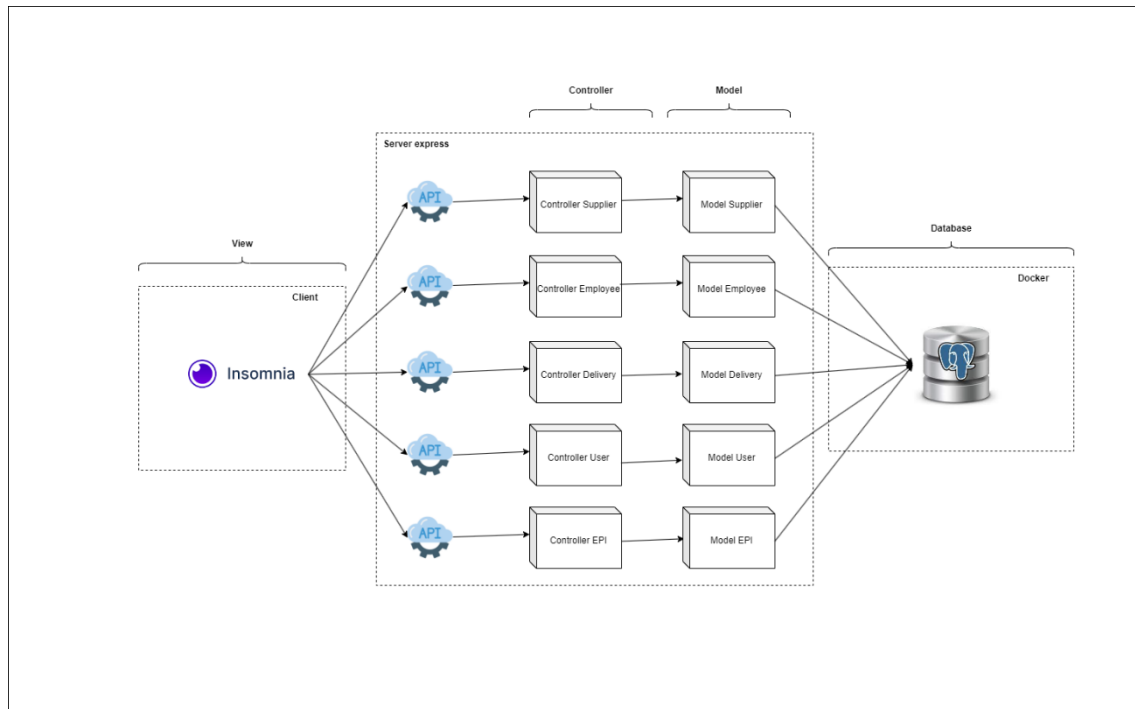 Controller
Model
Server express
API
Controller Supplier
Model Supplier
View
Database
Client
Docker
API
Controller Employee
Model Employee
Insomnia
API
Controller Delivery
Model Delivery
API
Controller User
Model User
API
Controller EPI
Model EPI